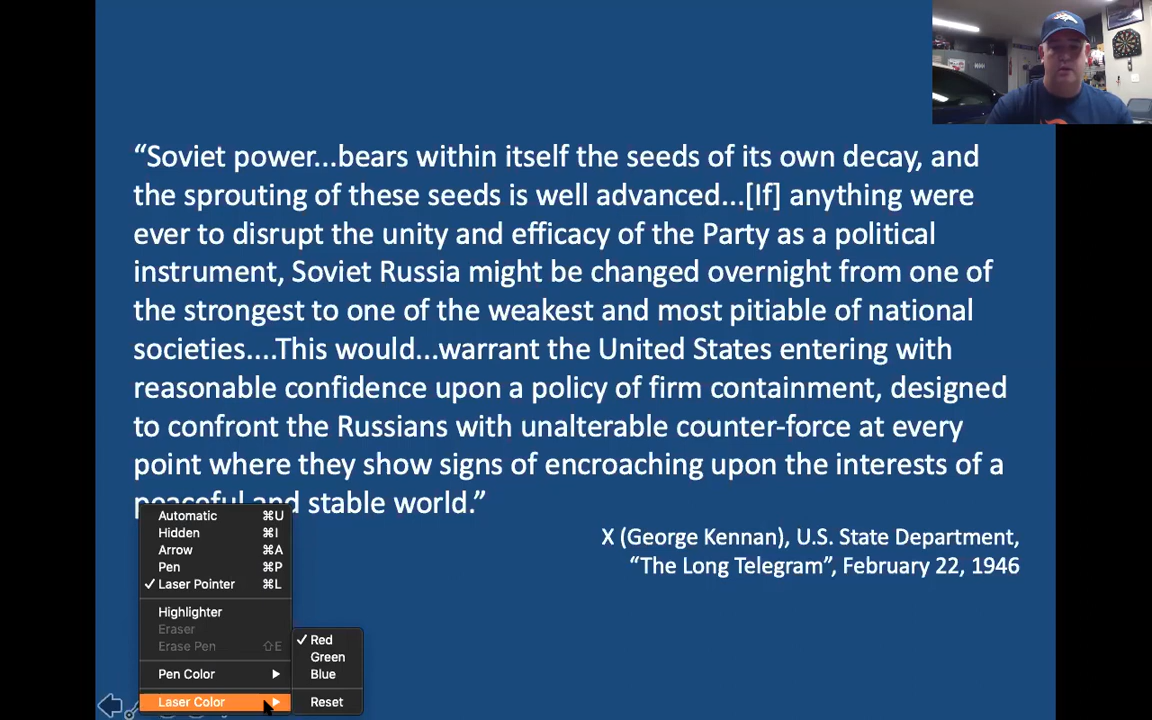 “Soviet power...bears within itself the seeds of its own decay, and
the sprouting of these seeds is well advanced...[If] anything were
ever to disrupt the unity and efficacy of the Party as a political
instrument, Soviet Russia might be changed overnight from one of
the strongest to one of the weakest and most pitiable of national
societies....This would...warrant the United States entering with
reasonable confidence upon a policy of firm containment, designed
to confront the Russians with unalterable counter-force at every
point where they show signs of encroaching upon the interests of a
peaceful and stable world.”
X (George Kennan), U.S. State Department,
“The Long Telegram”, February 22, 1946
Automatic ⌘U
Hidden ⌘I
Arrow ⌘A
Pen ⌘P
✓ Laser Pointer ⌘L
Highlighter
Eraser
Erase Pen ⇧E
Pen Color ▶
Laser Color ▶
✓ Red
Green
Blue
Reset